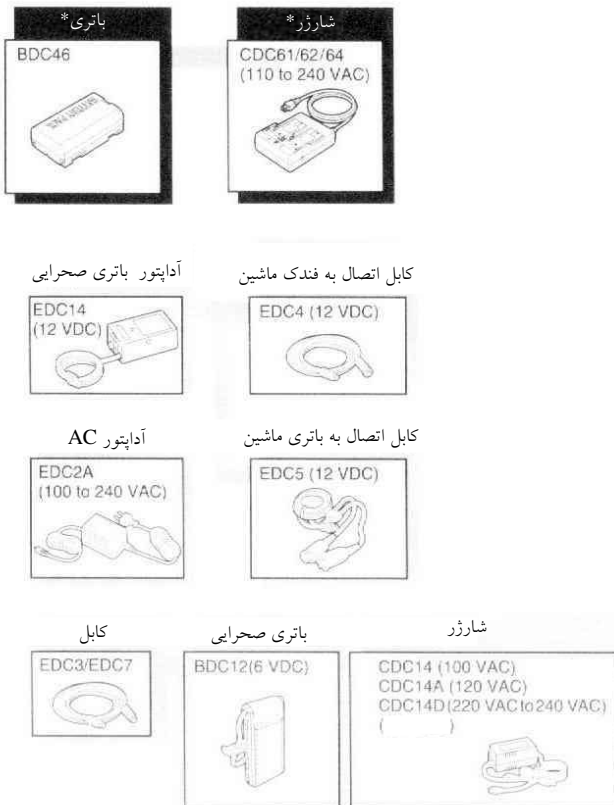 باتری*
شارژر*
BDC46
CDC61/62/64
(110 to 240 VAC)
آداپتور باتری صحرایی
کابل اتصال به فندک ماشین
EDC14
(12 VDC)
EDC4 (12 VDC)
آداپتور AC
کابل اتصال به باتری ماشین
EDC2A
(100 to 240 VAC)
EDC5 (12 VDC)
کابل
باتری صحرایی
شارژر
EDC3/EDC7
BDC12(6 VDC)
CDC14 (100 VAC)
CDC14A (120 VAC)
CDC14D (220 VAC to 240 VAC)
( )